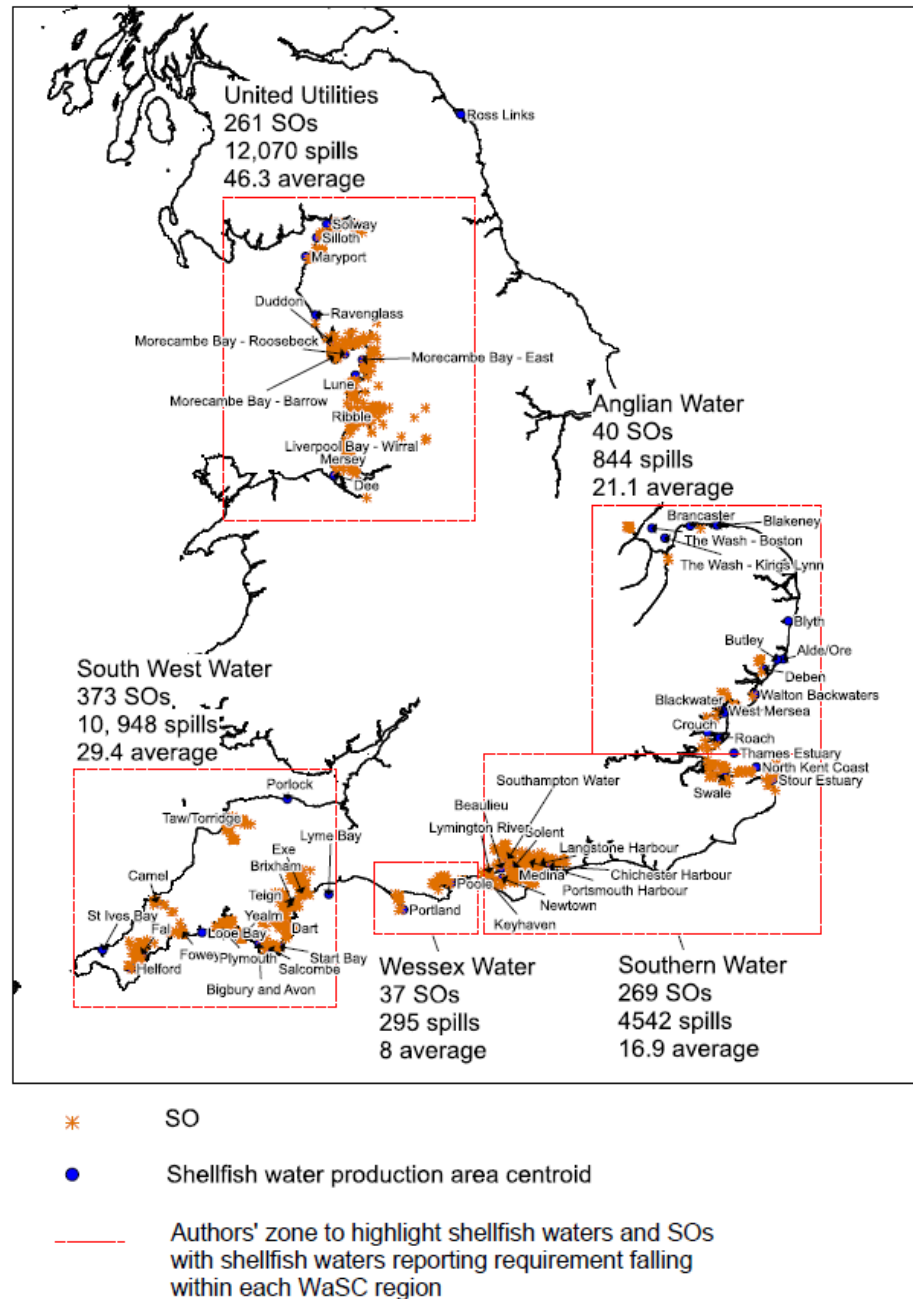 United Utilities
261 SOs
12,070 spills
46.3 average
Ross Links
Solway
Silloth
Maryport
Duddon
Ravenglass
Morecambe Bay - Roosebeck
Morecambe Bay - East
Lune
Morecambe Bay - Barrow
Ribble
Liverpool Bay - Wirral
Mersey
Dee
Anglian Water
40 SOs
844 spills
21.1 average
Brancaster
Blakeney
The Wash - Boston
The Wash - Kings Lynn
Blyth
Butley
Alde/Ore
Deben
Walton Backwaters
Blackwater
West Mersea
Crouch
Roach
Thames Estuary
North Kent Coast
Swale
Stour Estuary
South West Water
373 SOs
10, 948 spills
29.4 average
Porlock
Taw/Torridge
Lyme Bay
Exe
Brixham
Camel
Teign
St Ives Bay
Fal
Looe Bay
Yealm
Dart
Helford
Fowey
Plymouth
Start Bay
Salcombe
Bigbury and Avon
Southampton Water
Beaulieu
Lymington River
Solent
Langstone Harbour
Chichester Harbour
Poole
Medina
Portsmouth Harbour
Newtown
Portland
Keyhaven
Wessex Water
37 SOs
295 spills
8 average
Southern Water
269 SOs
4542 spills
16.9 average
SO
Shellfish water production area centroid
Authors' zone to highlight shellfish waters and SOs
with shellfish waters reporting requirement falling
within each WaSC region